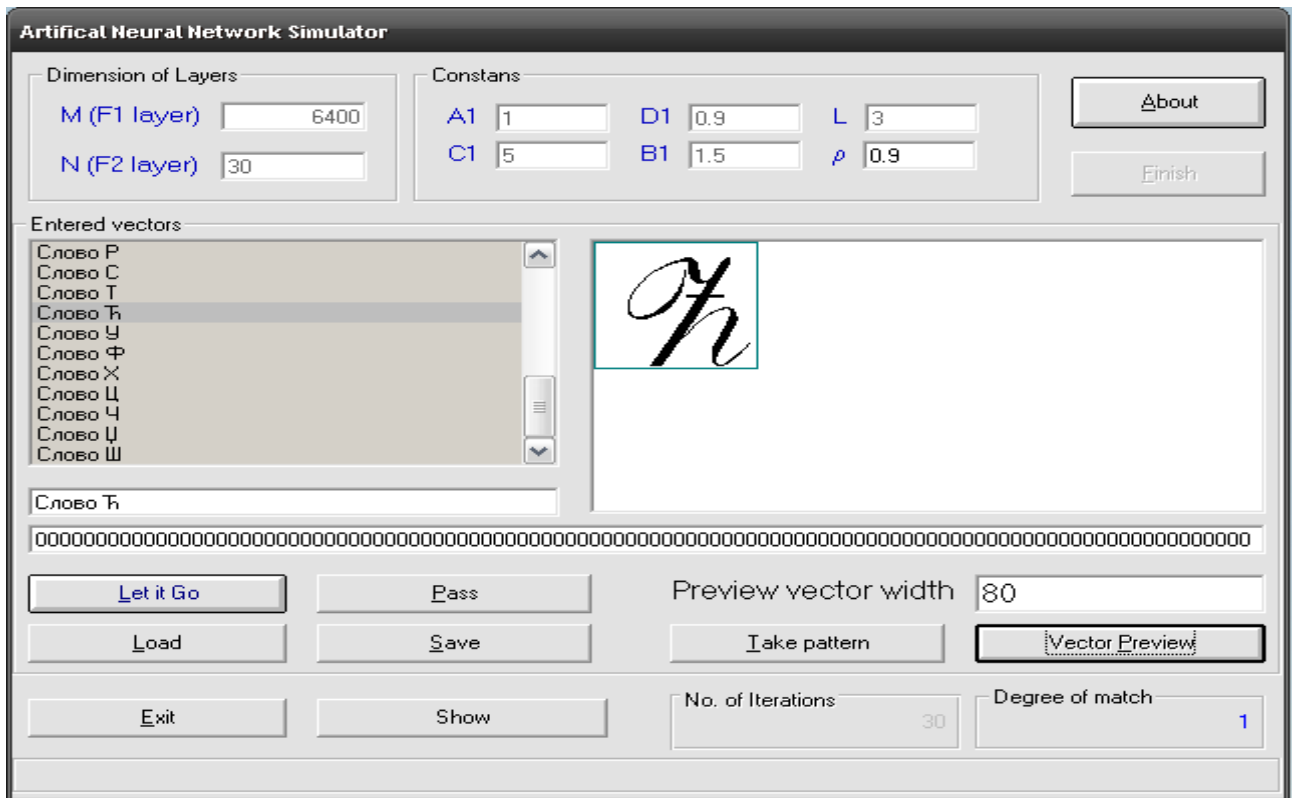 Artifical Neural Network Simulator
Dimension of Layers
M (F1 layer) 6400
N (F2 layer) 30
Constans
A1 1 D1 0.9 L 3
C1 5 B1 1.5 ρ 0.9
About
Finish
Entered vectors
Слово Р
Слово С
Слово Т
Слово Ћ
Слово У
Слово Ф
Слово Х
Слово Ц
Слово Ч
Слово Џ
Слово Ш
Ћ
Слово Ћ
Let it Go
Pass
Preview vector width 80
Load
Save
Take pattern
Vector Preview
Exit
Show
No. of Iterations
30
Degree of match
1